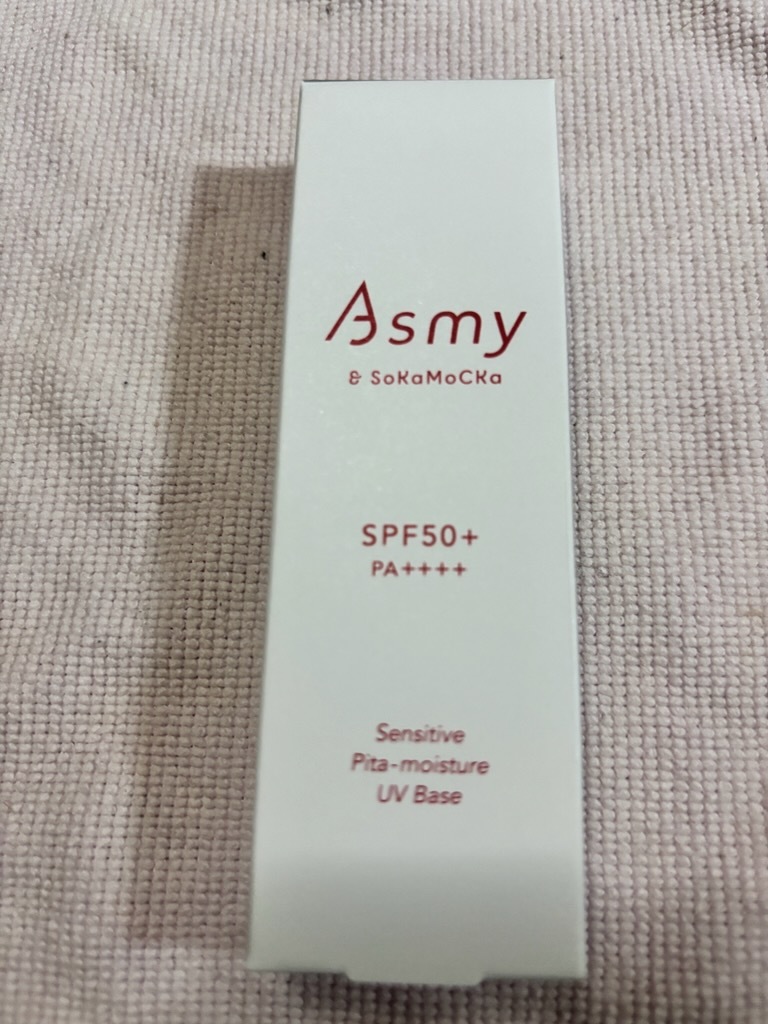 Asmy
& SoKaMoCKa
SPF50+
PA++++
Sensitive
Pita-moisture
UV Base